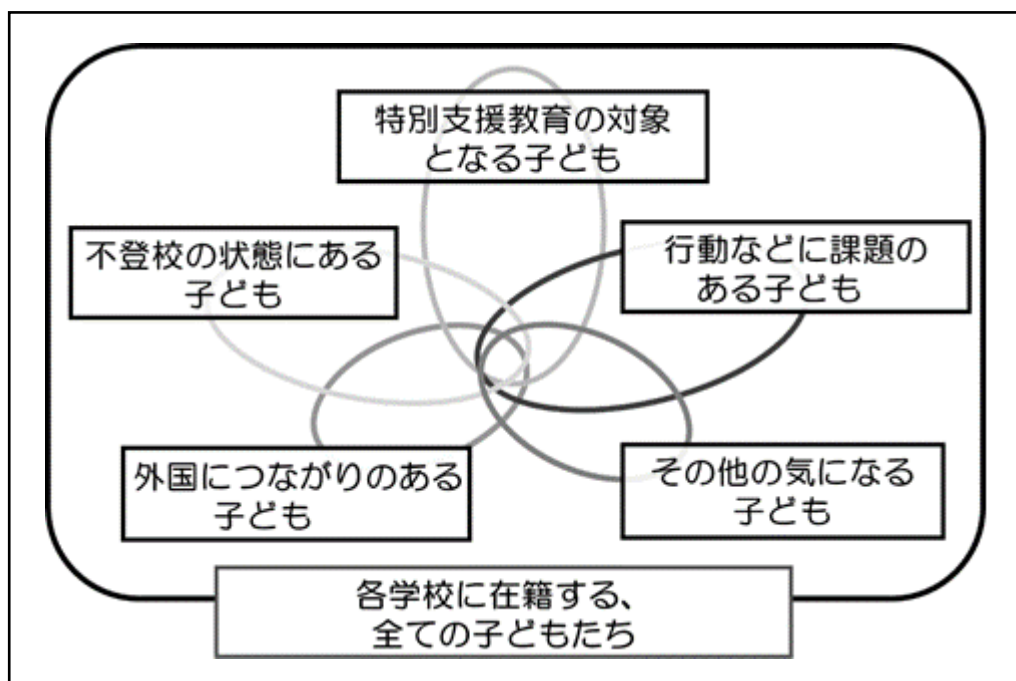 特別支援教育の対象
となる子ども
不登校の状態にある
子ども
行動などに課題の
ある子ども
外国につながりのある
子ども
その他の気になる
子ども
各学校に在籍する、
全ての子どもたち